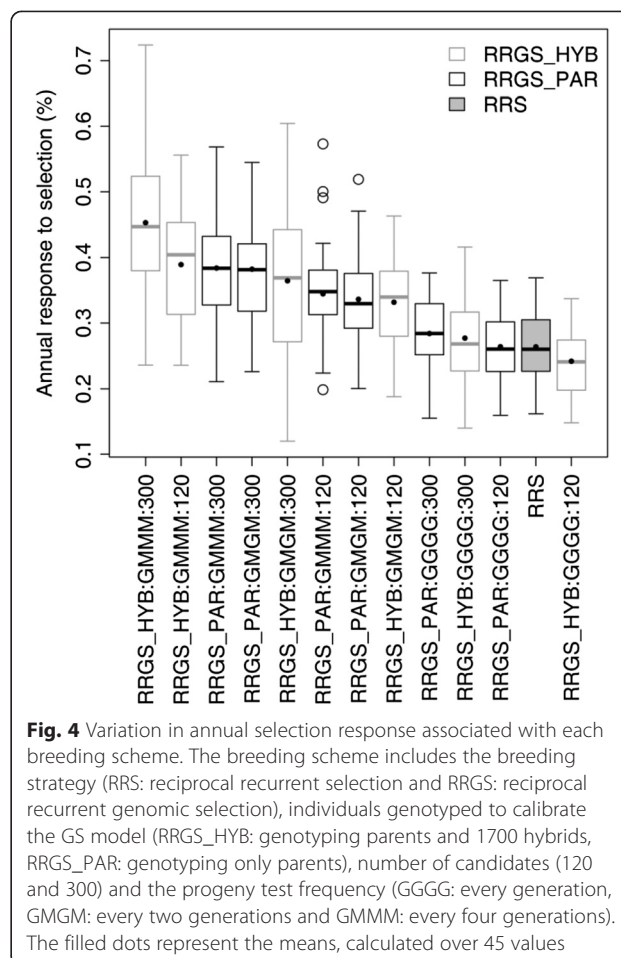 RRGS_HYB
RRGS_PAR
RRS
Annual response to selection (%)
0.7
0.6
0.5
0.4
0.3
0.2
0.1
RRGS_HYB:GMMM:300
RRGS_HYB:GMMM:120
RRGS_PAR:GMMM:300
RRGS_PAR:GMGM:300
RRGS_HYB:GMGM:300
RRGS_PAR:GMMM:120
RRGS_PAR:GMGM:120
RRGS_HYB:GMGM:120
RRGS_PAR:GGGG:300
RRGS_HYB:GGGG:300
RRGS_PAR:GGGG:120
RRS
RRGS_HYB:GGGG:120
Fig. 4 Variation in annual selection response associated with each
breeding scheme. The breeding scheme includes the breeding
strategy (RRS: reciprocal recurrent selection and RRGS: reciprocal
recurrent genomic selection), individuals genotyped to calibrate
the GS model (RRGS_HYB: genotyping parents and 1700 hybrids,
RRGS_PAR: genotyping only parents), number of candidates (120
and 300) and the progeny test frequency (GGGG: every generation,
GMGM: every two generations and GMMM: every four generations).
The filled dots represent the means, calculated over 45 values